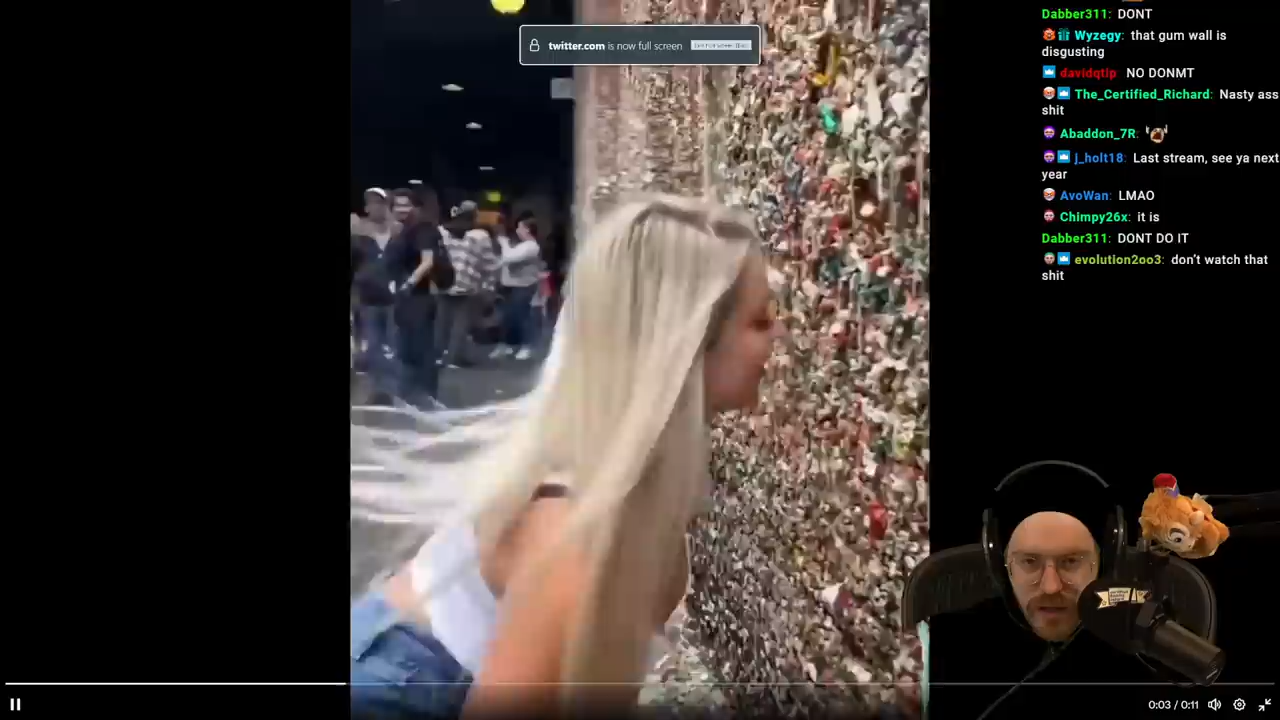 twitter.com is now full screen
Dabber311: DONT
Wyzegy: that gum wall is
disgusting
davidqtip NO DONMT
The_Certified_Richard: Nasty ass
shit
Abaddon_7R:
j_holt18: Last stream, see ya next
year
AvoWan: LMAO
Chimpy26x: it is
Dabber311: DONT DO IT
evolution2oo3: don't watch that
shit
0:03 / 0:11